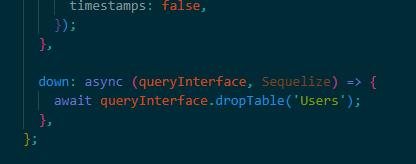 timestamps: false,
});
},
down: async (queryInterface, Sequelize) => {
await queryInterface.dropTable('Users');
},
};